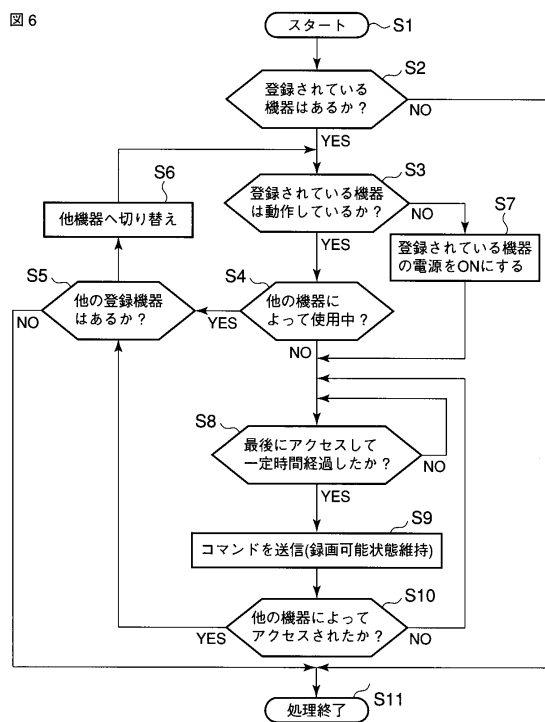 図6
スタート
S1
登録されている
機器はあるか？
S2
NO
YES
S6
他機器へ切り替え
登録されている機器
は動作しているか？
S3
NO
YES
S7
登録されている機器
の電源をONにする
S5
他の登録機器
はあるか？
NO
YES
S4
他の機器に
よって使用中？
NO
S8
最後にアクセスして
一定時間経過したか？
NO
YES
S9
コマンドを送信(録画可能状態維持)
他の機器によって
アクセスされたか？
S10
YES
NO
処理終了
S11